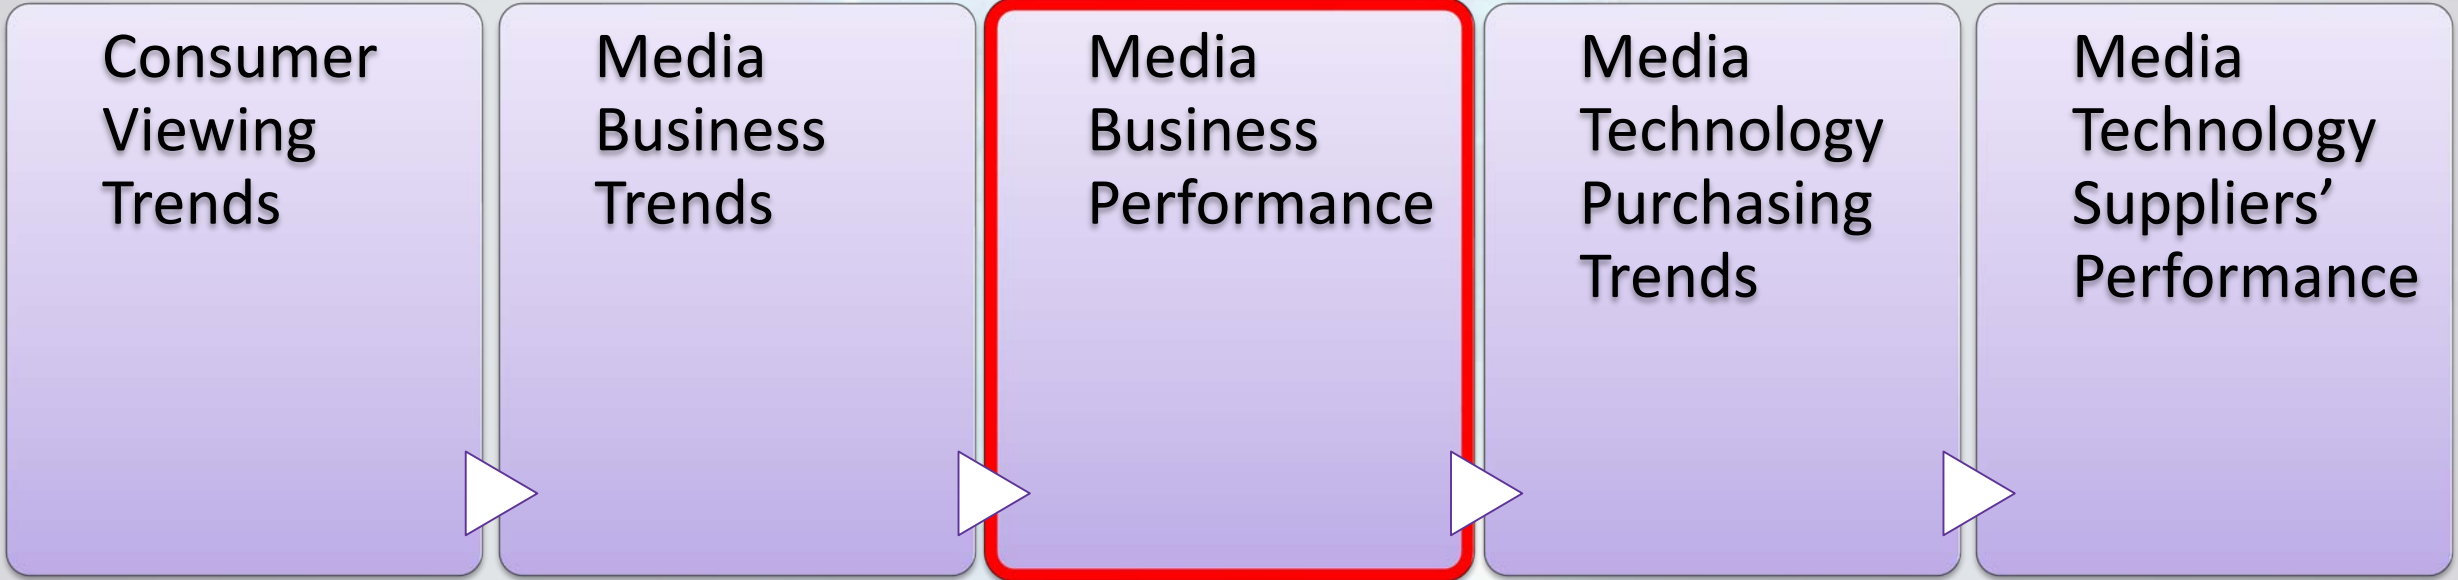 Consumer
Viewing
Trends
Media
Business
Trends
Media
Business
Performance
Media
Technology
Purchasing
Trends
Media
Technology
Suppliers’
Performance